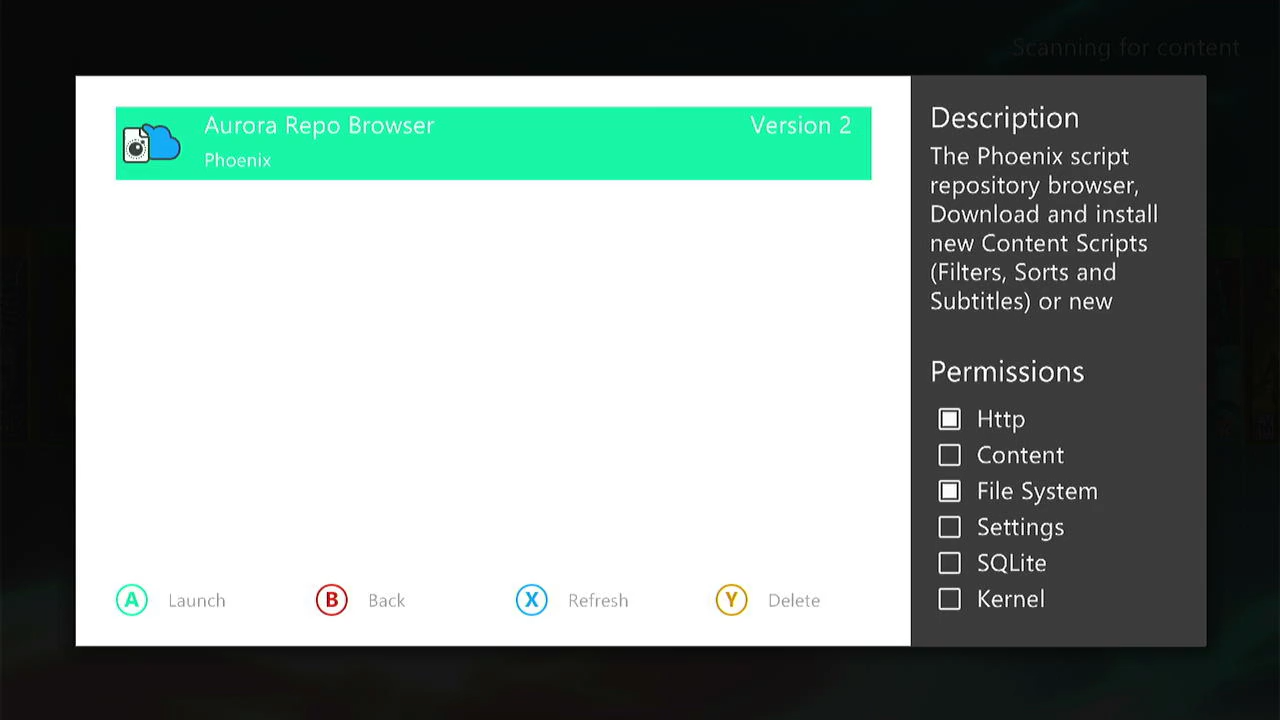 Scanning for content
Aurora Repo Browser
Version 2
Phoenix
A Launch
B Back
X Refresh
Y Delete
Description
The Phoenix script
repository browser,
Download and install
new Content Scripts
(Filters, Sorts and
Subtitles) or new
Permissions
Http
Content
File System
Settings
SQLite
Kernel